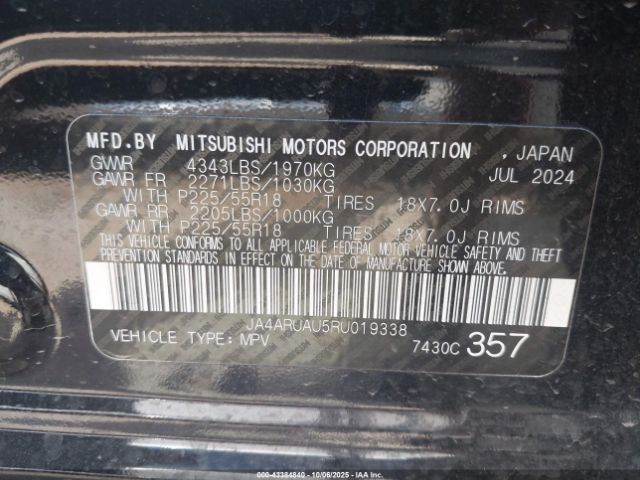 MFD.BY MITSUBISHI MOTORS CORPORATION , JAPAN
GVWR 4343LBS/1970KG JUL 2024
GAWR FR 2271LBS/1030KG
WITH P225/55R18 TIRES 18X7.0J RIMS
GAWR RR 2205LBS/1000KG
WITH P225/55R18 TIRES 18X7.0J RIMS
THIS VEHICLE CONFORMS TO ALL APPLICABLE FEDERAL MOTOR VEHICLE SAFETY AND THEFT
PREVENTION STANDARDS IN EFFECT ON THE DATE OF MANUFACTURE SHOWN ABOVE.
JA4ARUAU5RU019338
VEHICLE TYPE: MPV 7430C 357
000-43384840 | 10/06/2025 | © IAA, LLC